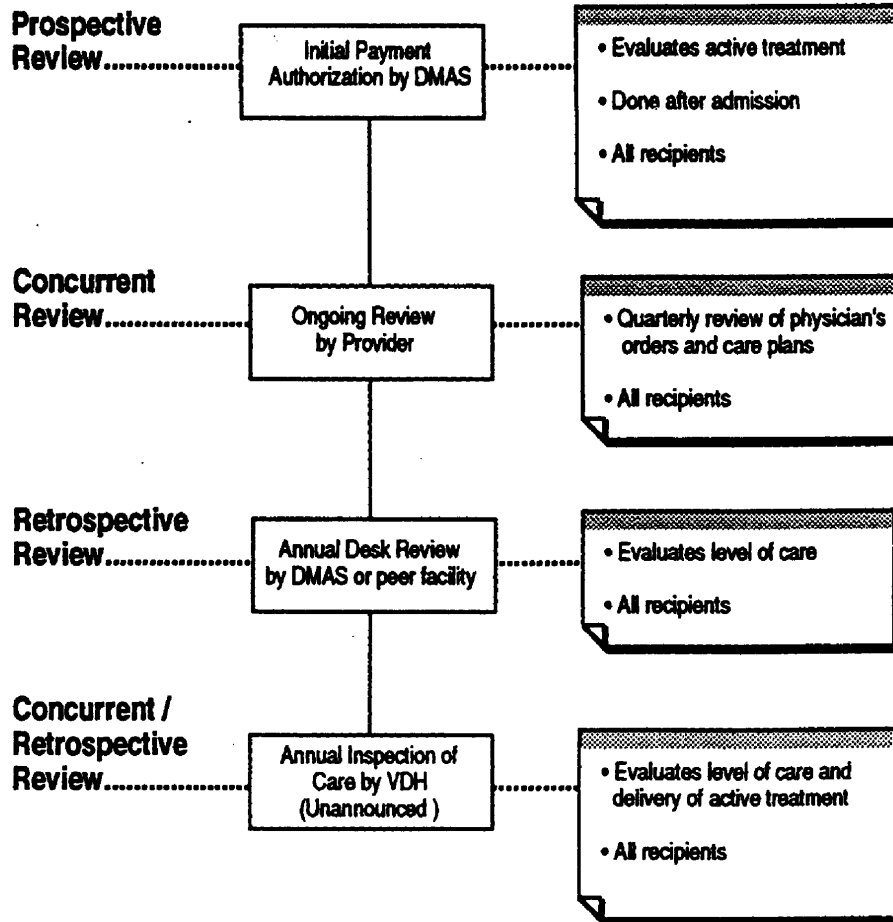 Prospective
Review
Initial Payment
Authorization by DMAS
• Evaluates active treatment
• Done after admission
• All recipients
Concurrent
Review
Ongoing Review
by Provider
• Quarterly review of physician's
orders and care plans
• All recipients
Retrospective
Review
Annual Desk Review
by DMAS or peer facility
• Evaluates level of care
• All recipients
Concurrent /
Retrospective
Review
Annual Inspection of
Care by VDH
(Unannounced )
• Evaluates level of care and
delivery of active treatment
• All recipients